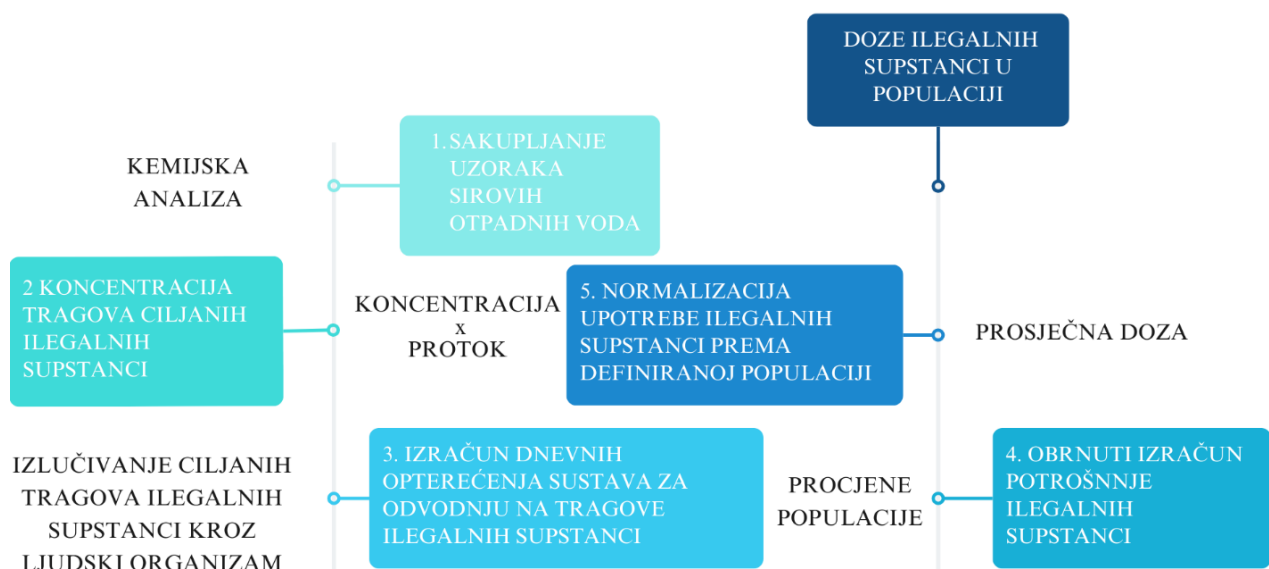 DOZE ILEGALNIH
SUPSTANCI U
POPULACIJI
KEMIJSKA
ANALIZA
1. SAKUPLJANJE
UZORAKA
SIROVIH
OTPADNIH VODA
2 KONCENTRACIJA
TRAGOVA CILJANIH
ILEGALNIH
SUPSTANCI
KONCENTRACIJA
x
PROTOK
5. NORMALIZACIJA
UPOTREBE ILEGALNIH
SUPSTANCI PREMA
DEFINIRANOJ POPULACIJI
PROSJEČNA DOZA
IZLUČIVANJE CILJANIH
TRAGOVA ILEGALNIH
SUPSTANCI KROZ
LJUDSKI ORGANIZAM
3. IZRAČUN DNEVNIH
OPTEREĆENJA SUSTAVA ZA
ODVODNJU NA TRAGOVE
ILEGALNIH SUPSTANCI
PROCJENE
POPULACIJE
4. OBRNUTI IZRAČUN
POTROŠNNJE
ILEGALNIH
SUPSTANCI